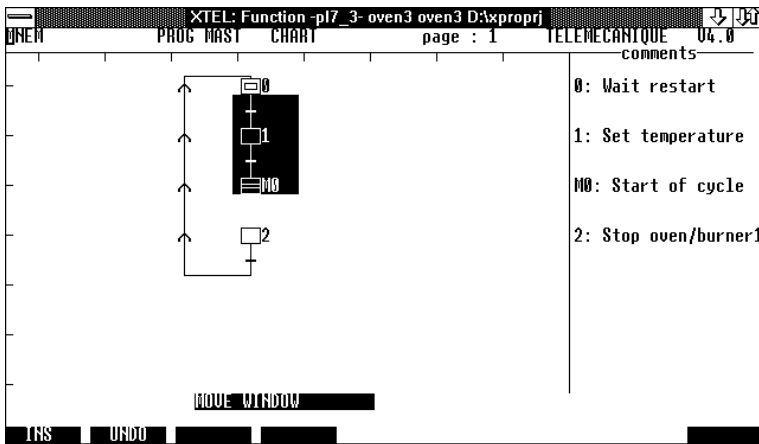 XTEL: Function -pl7_3- oven3 oven3 D:\xproprj
MNEM PROG MAST CHART page : 1 TELEMECANIQUE V4.0
comments
0 0: Wait restart
1 1: Set temperature
M0 M0: Start of cycle
2 2: Stop oven/burner1
MOVE WINDOW
INS UNDO